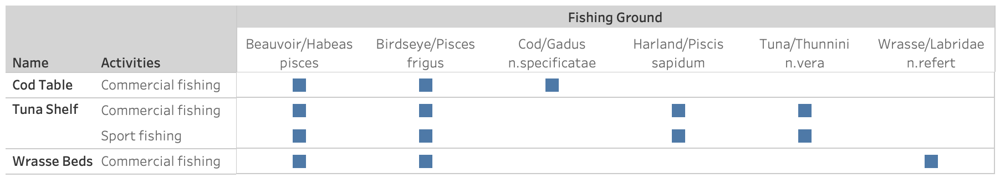 Fishing Ground
Name Activities Beauvoir/Habeas pisces Birdseye/Pisces frigus Cod/Gadus n.specificatae Harland/Piscis sapidum Tuna/Thunnini n.vera Wrasse/Labridae n.refert
Cod Table Commercial fishing
Tuna Shelf Commercial fishing
Sport fishing
Wrasse Beds Commercial fishing